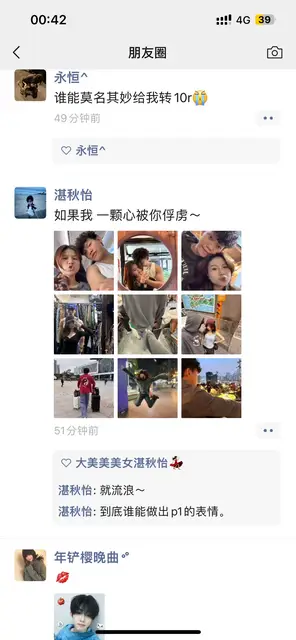 00:42
4G
39
朋友圈
永恒^
谁能莫名其妙给我转10r😭
49分钟前
永恒^
湛秋怡
如果我 一颗心被你俘虏～
51分钟前
大美美美女湛秋怡💃
湛秋怡: 就流浪～
湛秋怡: 到底谁能做出p1的表情。
年铲樱晚曲
💋